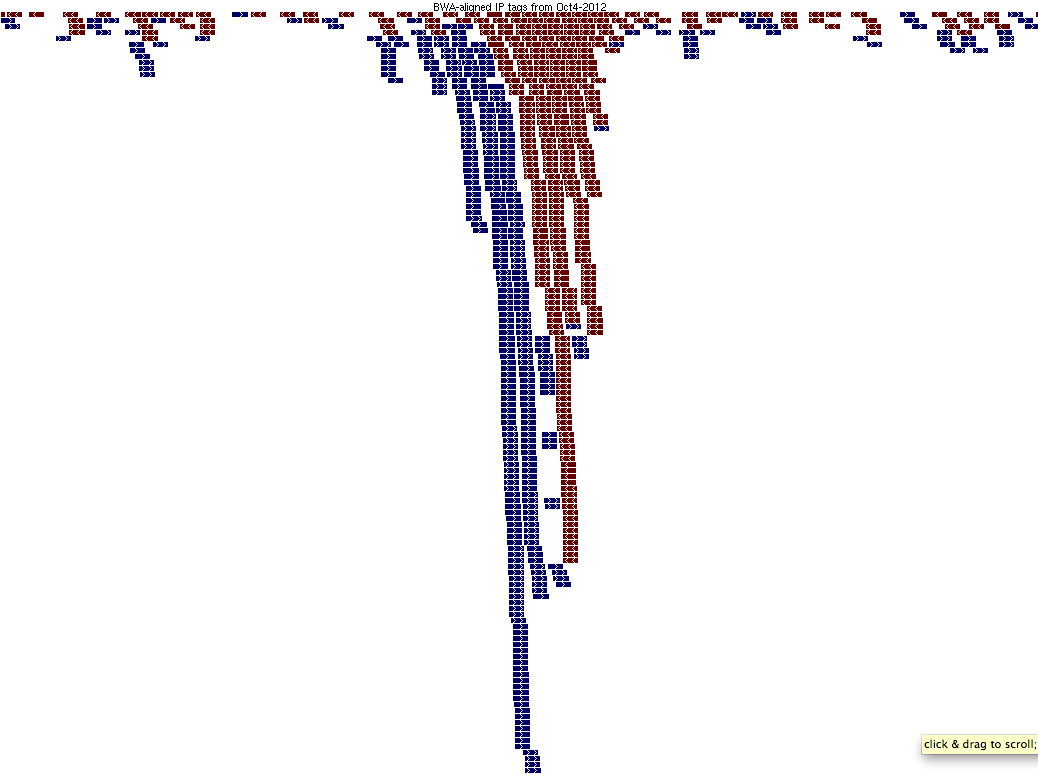 BWA-aligned IP tags from Oct4-2012
click & drag to scroll;